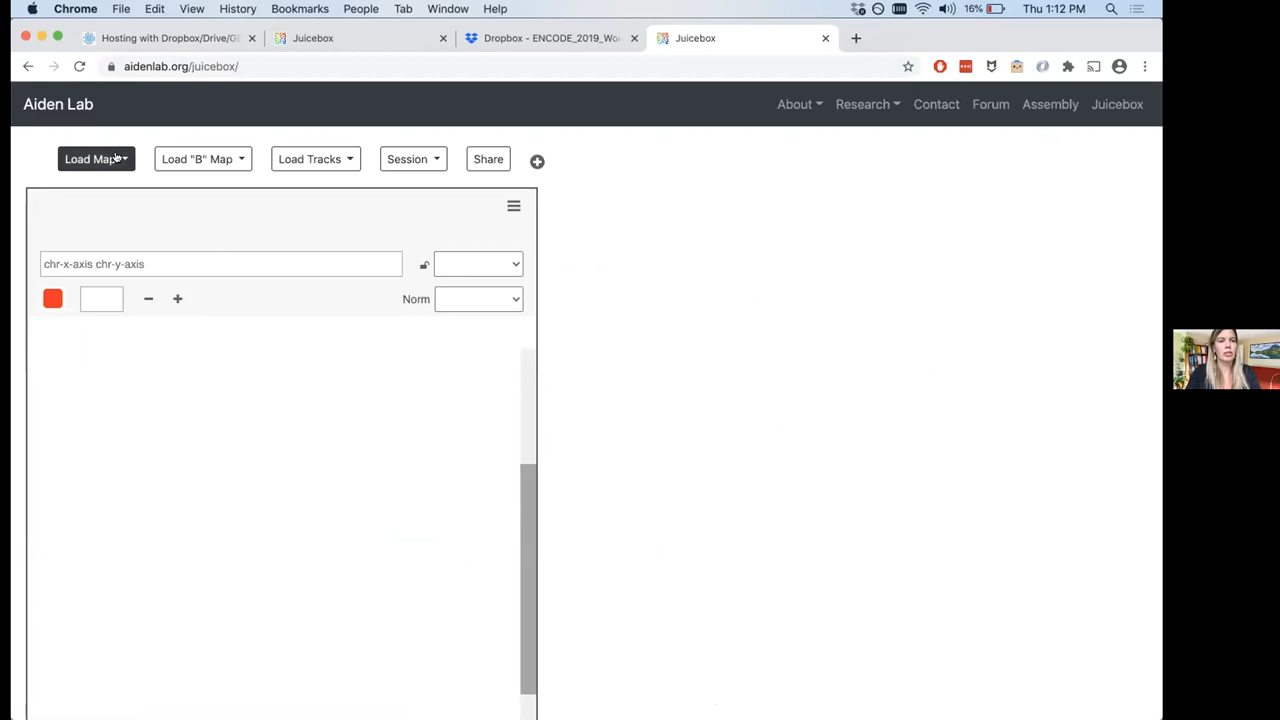 Chrome File Edit View History Bookmarks People Tab Window Help 16% Thu 1:12 PM
Hosting with Dropbox/Drive/G Juicebox Dropbox - ENCODE_2019_Wo Juicebox
aidenlab.org/juicebox/
Aiden Lab About Research Contact Forum Assembly Juicebox
Load Map Load "B" Map Load Tracks Session Share
chr-x-axis chr-y-axis
Norm